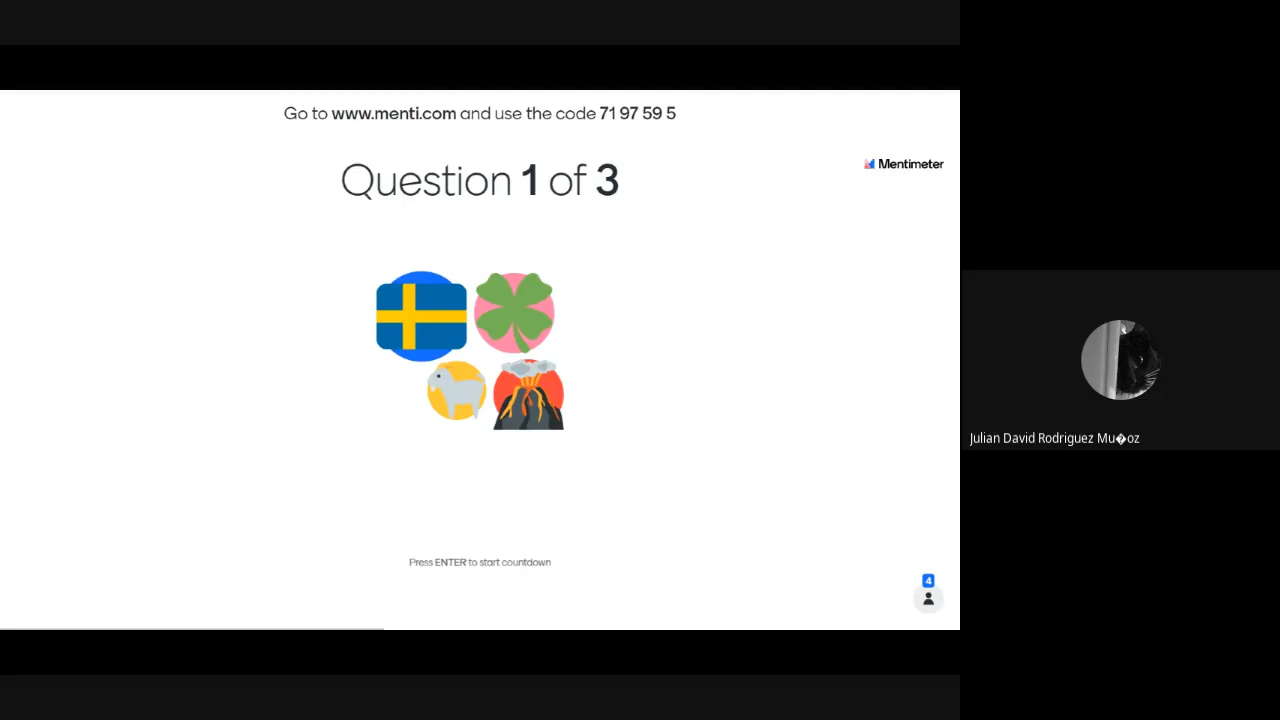 Go to www.menti.com and use the code 71 97 59 5
Mentimeter
Question 1 of 3
Julian David Rodriguez Mu�oz
Press ENTER to start countdown
4